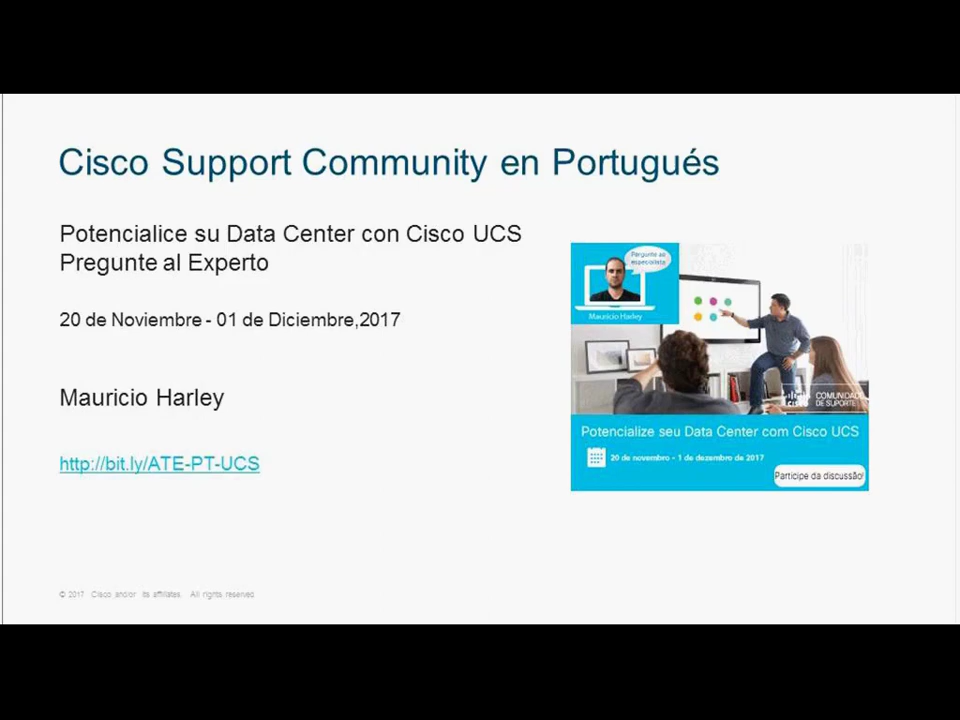 Cisco Support Community en Portugués
Potencialice su Data Center con Cisco UCS
Pregunte al Experto
20 de Noviembre - 01 de Diciembre,2017
Mauricio Harley
http://bit.ly/ATE-PT-UCS
Pergunte ao
especialista
Mauricio Harley
CISCO
COMUNIDADE
DE SUPORTE
Potencialize seu Data Center com Cisco UCS
20 de novembro - 1 de dezembro de 2017
Participe da discussão!
© 2017 Cisco and/or its affiliates. All rights reserved